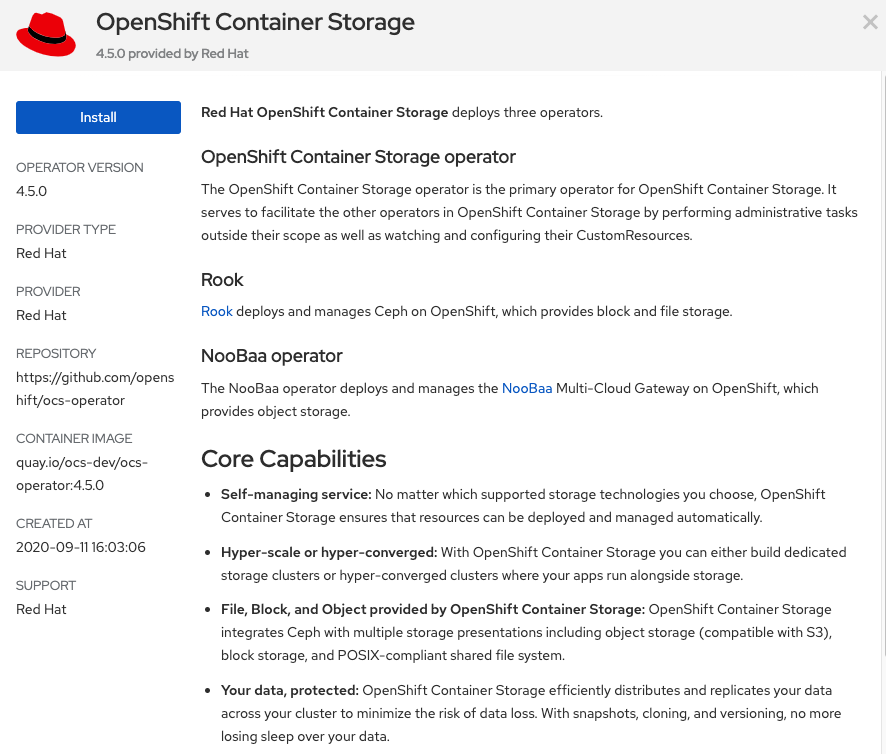 OpenShift Container Storage
4.5.0 provided by Red Hat
Install
OPERATOR VERSION
4.5.0
PROVIDER TYPE
Red Hat
PROVIDER
Red Hat
REPOSITORY
https://github.com/opens
hift/ocs-operator
CONTAINER IMAGE
quay.io/ocs-dev/ocs-
operator:4.5.0
CREATED AT
2020-09-11 16:03:06
SUPPORT
Red Hat
Red Hat OpenShift Container Storage deploys three operators.
OpenShift Container Storage operator
The OpenShift Container Storage operator is the primary operator for OpenShift Container Storage. It
serves to facilitate the other operators in OpenShift Container Storage by performing administrative tasks
outside their scope as well as watching and configuring their CustomResources.
Rook
Rook deploys and manages Ceph on OpenShift, which provides block and file storage.
NooBaa operator
The NooBaa operator deploys and manages the NooBaa Multi-Cloud Gateway on OpenShift, which
provides object storage.
Core Capabilities
• Self-managing service: No matter which supported storage technologies you choose, OpenShift
Container Storage ensures that resources can be deployed and managed automatically.
• Hyper-scale or hyper-converged: With OpenShift Container Storage you can either build dedicated
storage clusters or hyper-converged clusters where your apps run alongside storage.
• File, Block, and Object provided by OpenShift Container Storage: OpenShift Container Storage
integrates Ceph with multiple storage presentations including object storage (compatible with S3),
block storage, and POSIX-compliant shared file system.
• Your data, protected: OpenShift Container Storage efficiently distributes and replicates your data
across your cluster to minimize the risk of data loss. With snapshots, cloning, and versioning, no more
losing sleep over your data.